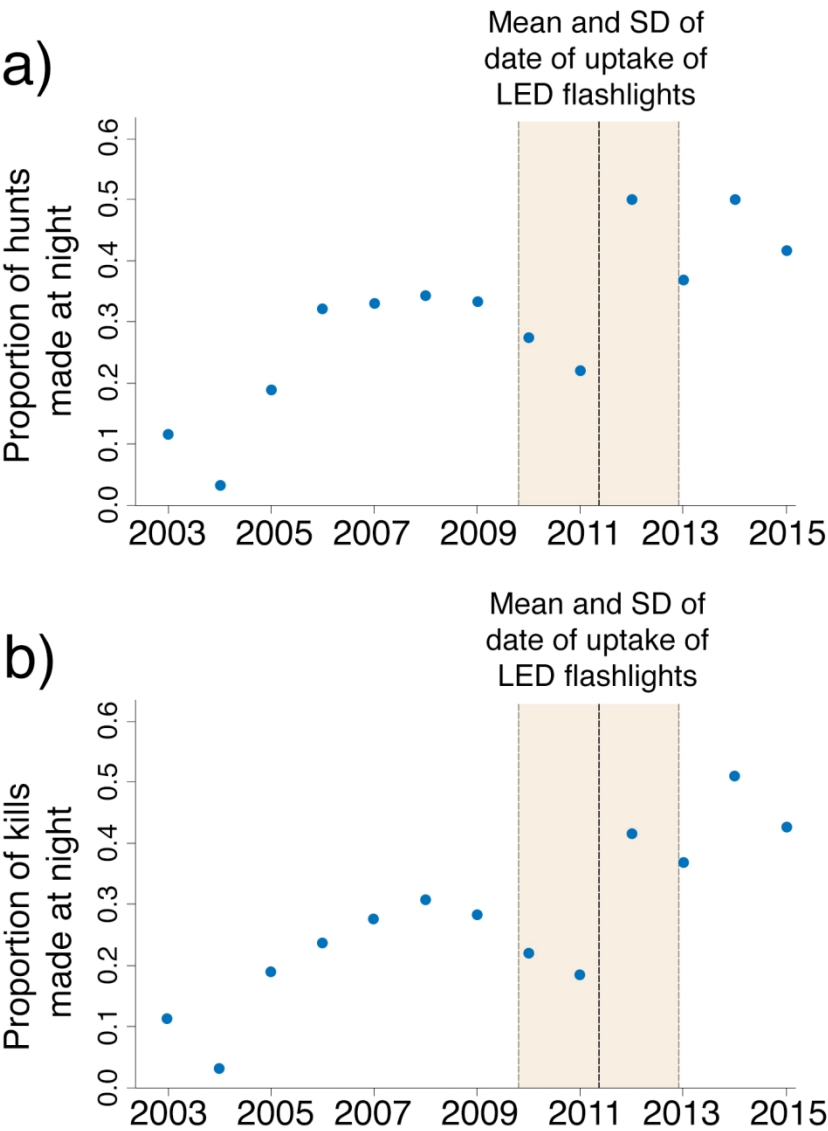 a)
Mean and SD of
date of uptake of
LED flashlights
Proportion of hunts
made at night
0.6
0.5
0.4
0.3
0.2
0.1
0.0
2003 2005 2007 2009 2011 2013 2015
b)
Mean and SD of
date of uptake of
LED flashlights
Proportion of kills
made at night
0.6
0.5
0.4
0.3
0.2
0.1
0.0
2003 2005 2007 2009 2011 2013 2015